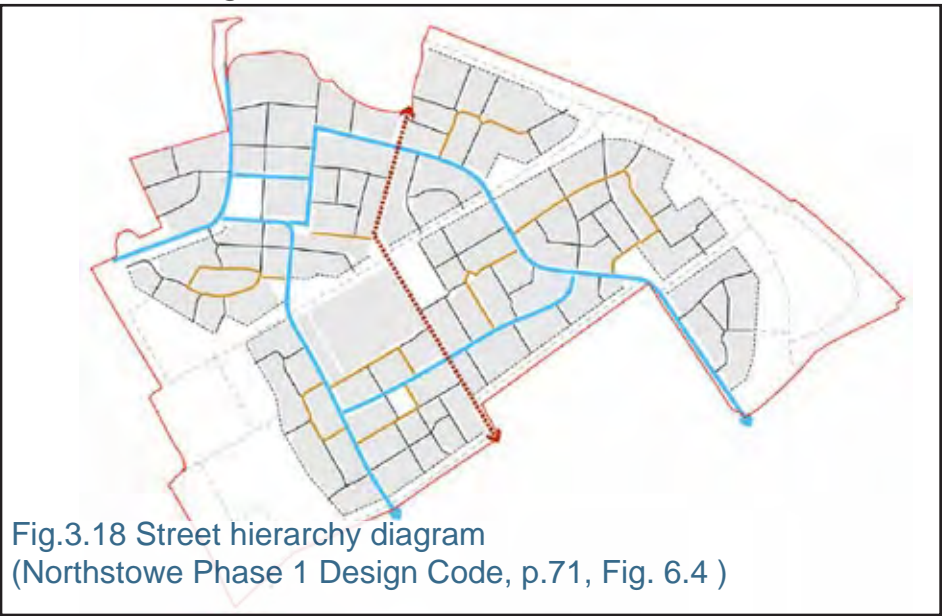 Fig.3.18 Street hierarchy diagram
(Northstowe Phase 1 Design Code, p.71, Fig. 6.4 )